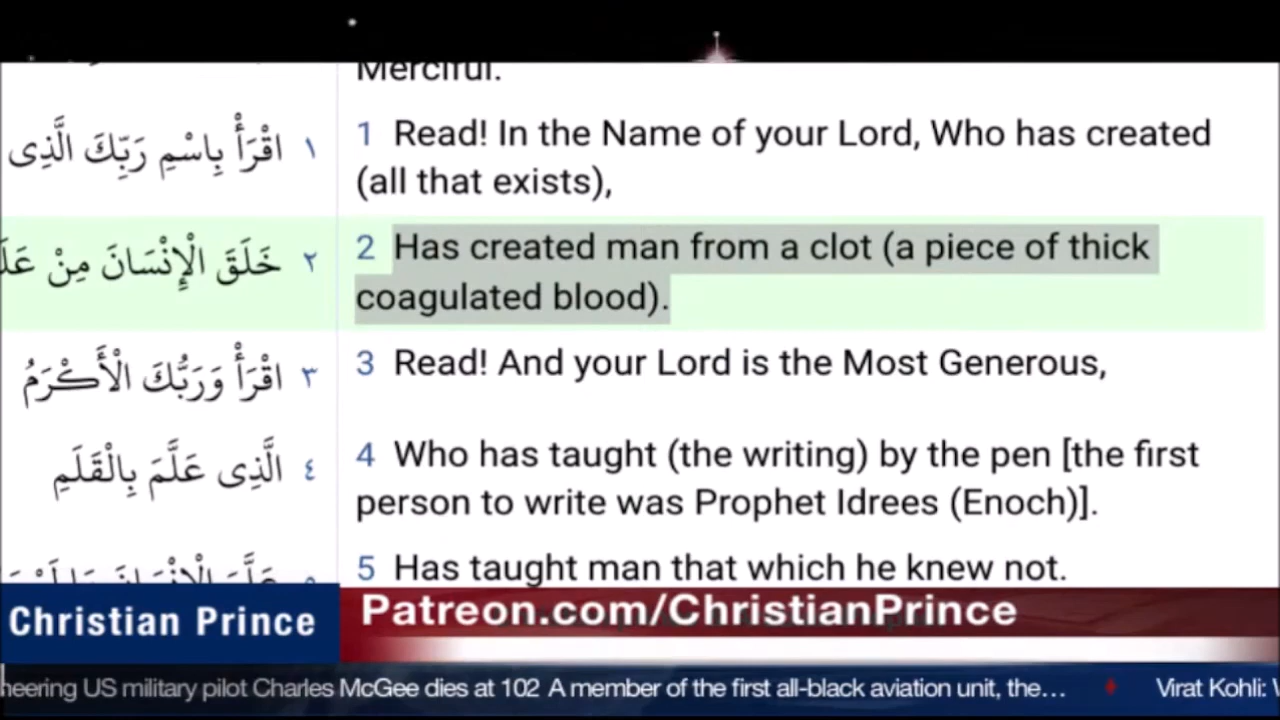 Merciful.
اقْرَأْ بِاسْمِ رَبِّكَ الَّذِى ١
1 Read! In the Name of your Lord, Who has created
(all that exists),
خَلَقَ الْإِنْسَانَ مِنْ ٢
2 Has created man from a clot (a piece of thick
coagulated blood).
اقْرَأْ وَرَبُّكَ الْأَكْرَمُ ٣
3 Read! And your Lord is the Most Generous,
الَّذِى عَلَّمَ بِالْقَلَمِ ٤
4 Who has taught (the writing) by the pen [the first
person to write was Prophet Idrees (Enoch)].
5 Has taught man that which he knew not.
Christian Prince
Patreon.com/ChristianPrince
heering US military pilot Charles McGee dies at 102 A member of the first all-black aviation unit, the… Virat Kohli: